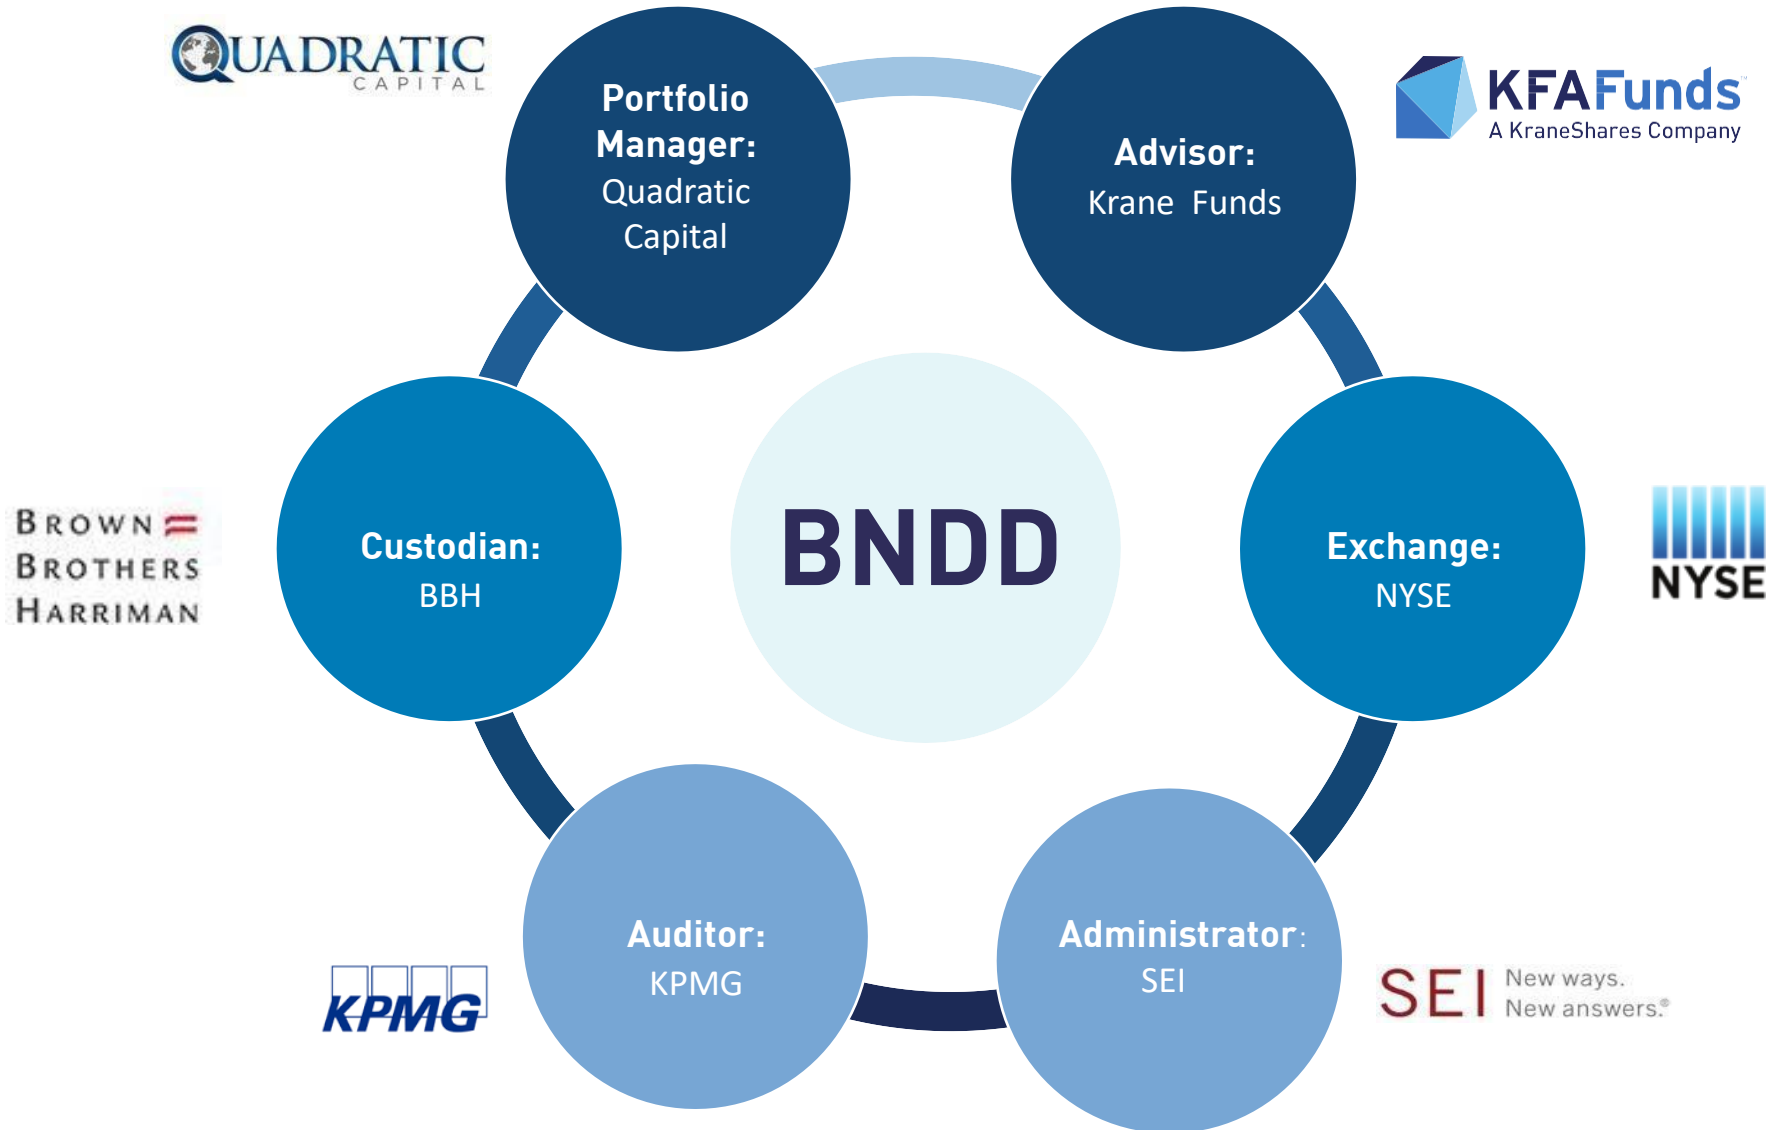 QUADRATIC
CAPITAL
Portfolio
Manager:
Quadratic
Capital
Advisor:
Krane Funds
KFAFunds™
A KraneShares Company
BROWN
BROTHERS
HARRIMAN
Custodian:
BBH
BNDD
Exchange:
NYSE
NYSE
KPMG
Auditor:
KPMG
Administrator:
SEI
SEI
New ways.
New answers.®